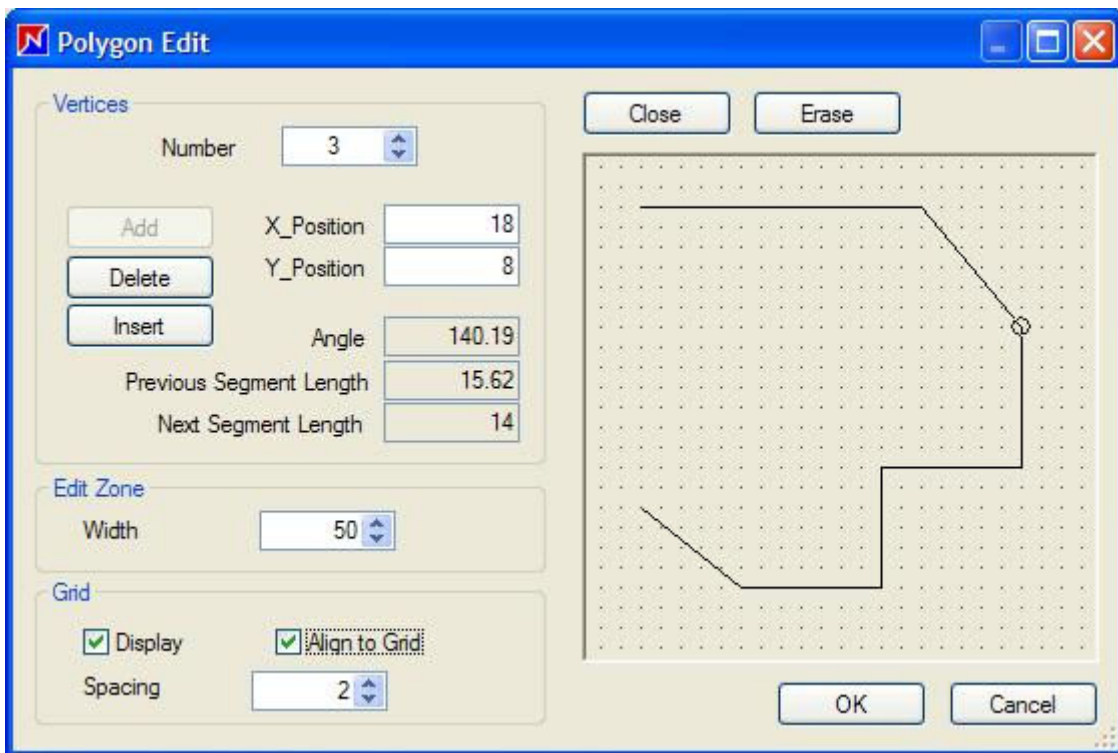 Polygon Edit
Vertices
Number 3
Add
Delete
Insert
X_Position 18
Y_Position 8
Angle 140.19
Previous Segment Length 15.62
Next Segment Length 14
Edit Zone
Width 50
Grid
Display Align to Grid
Spacing 2
Close Erase
OK Cancel